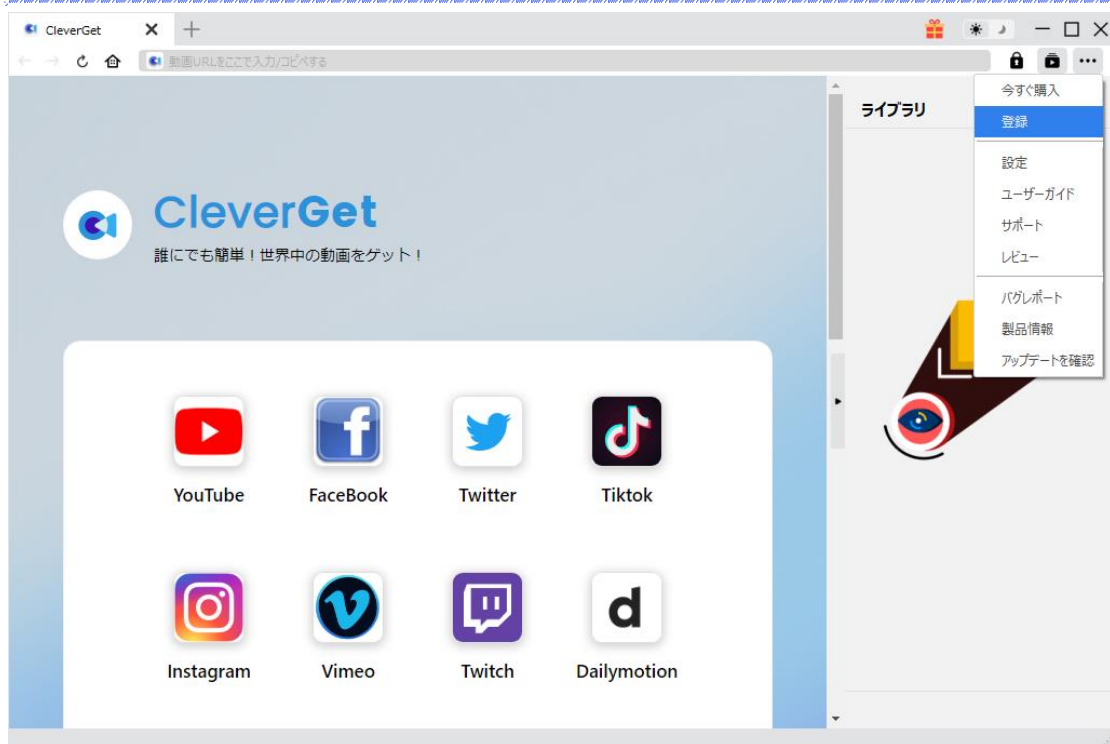 CleverGet
動画URLをここで入力/コピペする
今すぐ購入
ライブラリ
登録
設定
ユーザーガイド
サポート
レビュー
バグレポート
製品情報
アップデートを確認
CleverGet
誰にでも簡単！世界中の動画をゲット！
YouTube
FaceBook
Twitter
Tiktok
Instagram
Vimeo
Twitch
Dailymotion